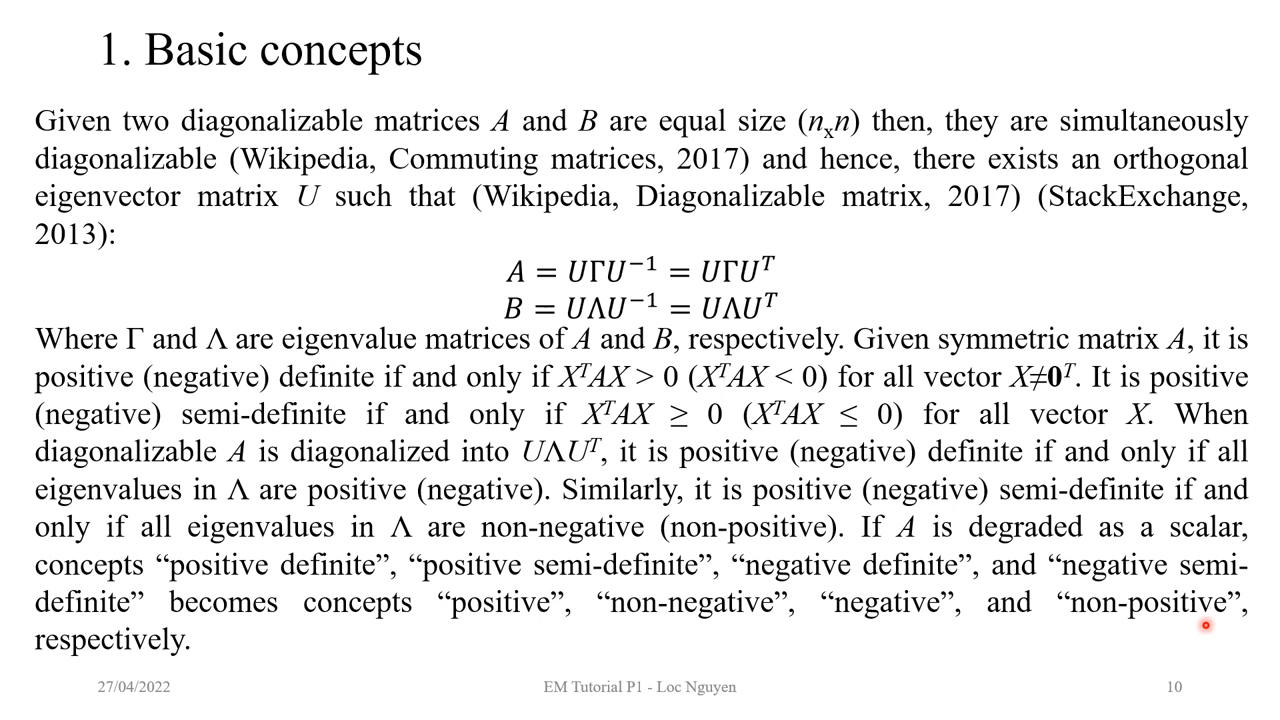 1. Basic concepts
Given two diagonalizable matrices A and B are equal size (nₓn) then, they are simultaneously
diagonalizable (Wikipedia, Commuting matrices, 2017) and hence, there exists an orthogonal
eigenvector matrix U such that (Wikipedia, Diagonalizable matrix, 2017) (StackExchange,
2013):
A = UΓU⁻¹ = UΓUᵀ
B = UΛU⁻¹ = UΛUᵀ
Where Γ and Λ are eigenvalue matrices of A and B, respectively. Given symmetric matrix A, it is
positive (negative) definite if and only if XᵀAX > 0 (XᵀAX < 0) for all vector X≠0ᵀ. It is positive
(negative) semi-definite if and only if XᵀAX ≥ 0 (XᵀAX ≤ 0) for all vector X. When
diagonalizable A is diagonalized into UΛUᵀ, it is positive (negative) definite if and only if all
eigenvalues in Λ are positive (negative). Similarly, it is positive (negative) semi-definite if and
only if all eigenvalues in Λ are non-negative (non-positive). If A is degraded as a scalar,
concepts “positive definite”, “positive semi-definite”, “negative definite”, and “negative semi-
definite” becomes concepts “positive”, “non-negative”, “negative”, and “non-positive”,
respectively.
27/04/2022
EM Tutorial P1 - Loc Nguyen
10